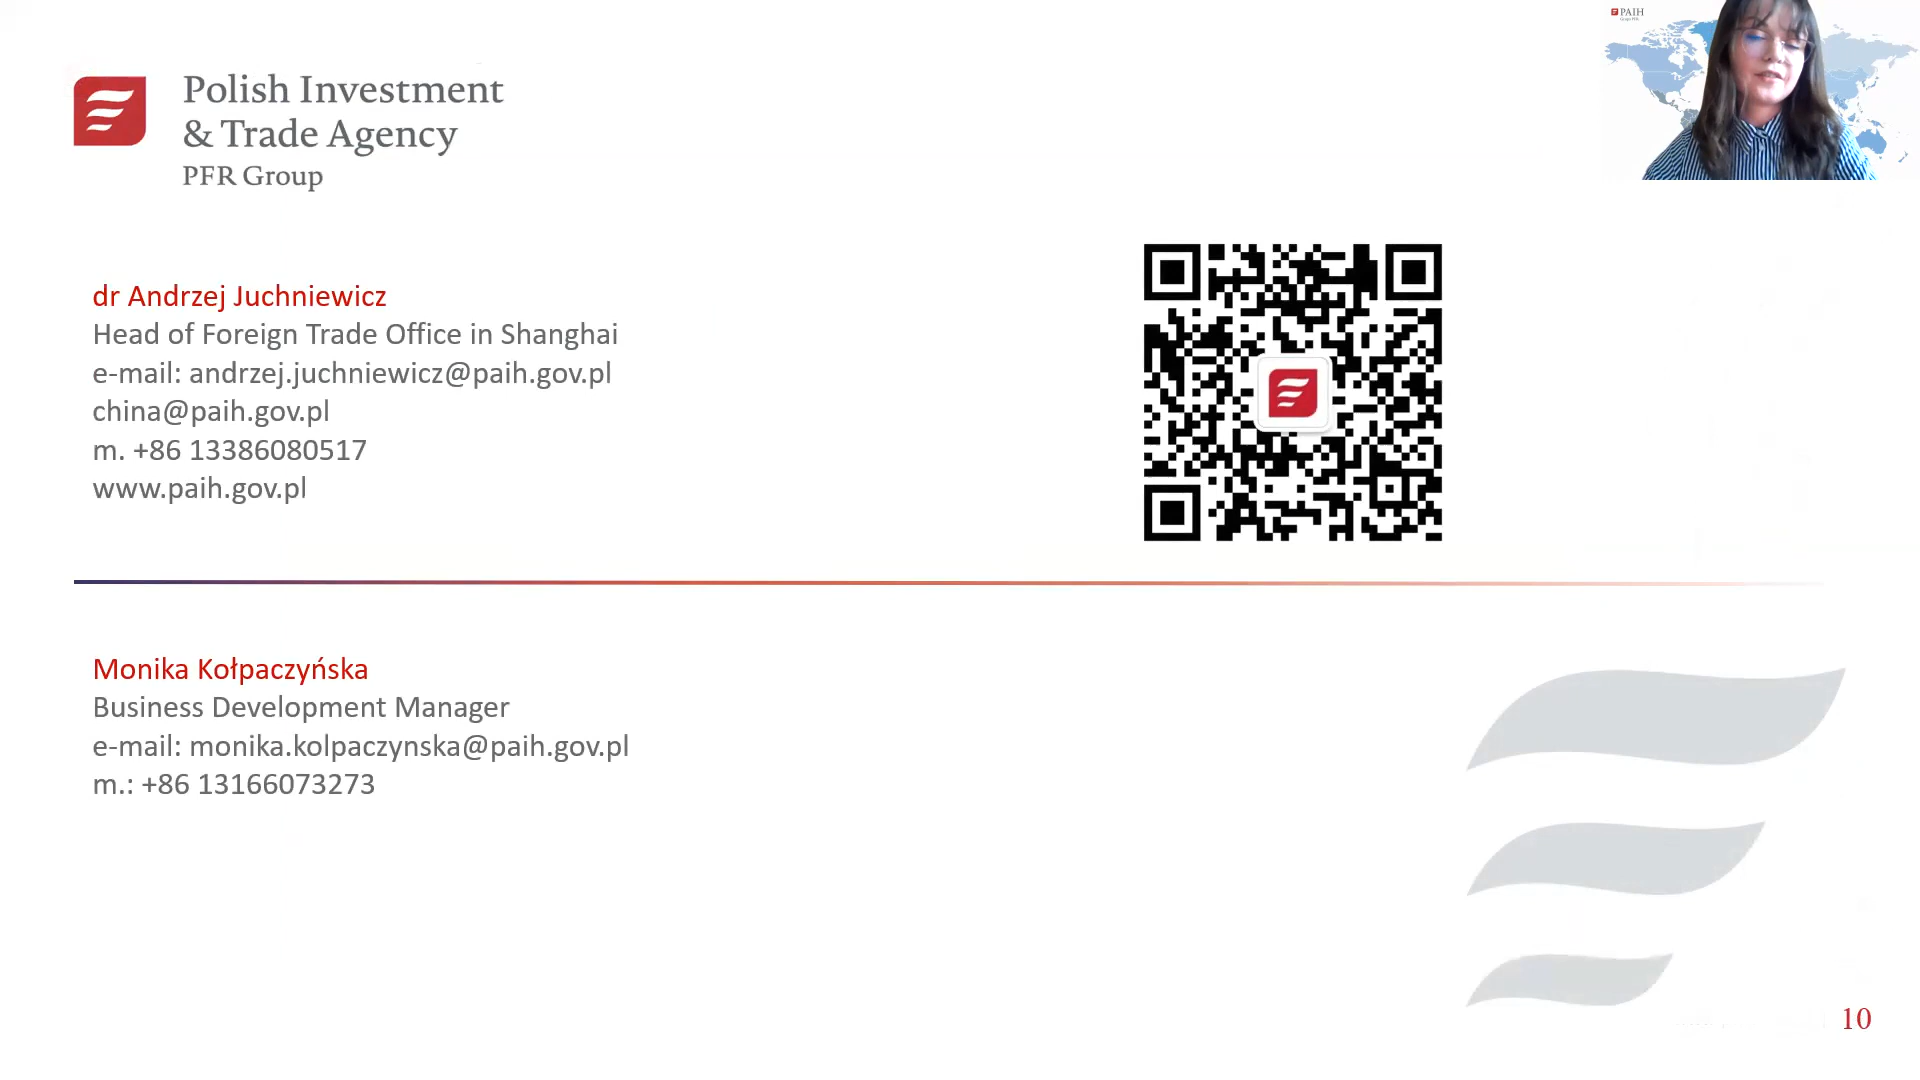 Polish Investment
& Trade Agency
PFR Group
PAIH
dr Andrzej Juchniewicz
Head of Foreign Trade Office in Shanghai
e-mail: andrzej.juchniewicz@paih.gov.pl
china@paih.gov.pl
m. +86 13386080517
www.paih.gov.pl
Monika Kołpaczyńska
Business Development Manager
e-mail: monika.kolpaczynska@paih.gov.pl
m.: +86 13166073273
10